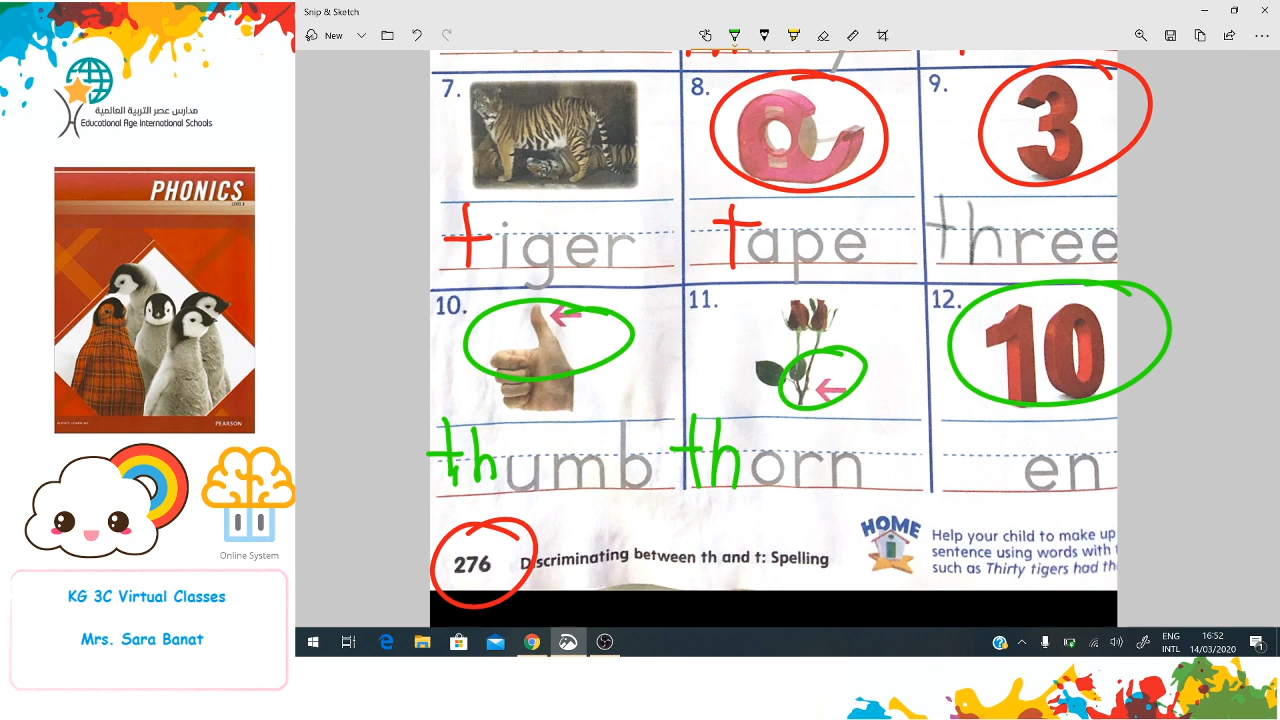 Snip & Sketch
New
مدارس عصر التربية العالمية
Educational Age International Schools
PHONICS
PEARSON
Online System
KG 3C Virtual Classes
Mrs. Sara Banat
7.
8.
9.
3
tiger
tape
three
10.
11.
12.
10
thumb
thorn
en
276
Discriminating between th and t: Spelling
HOME
Help your child to make up
sentence using words with
such as Thirty tigers had
ENG
INTL
16:52
14/03/2020